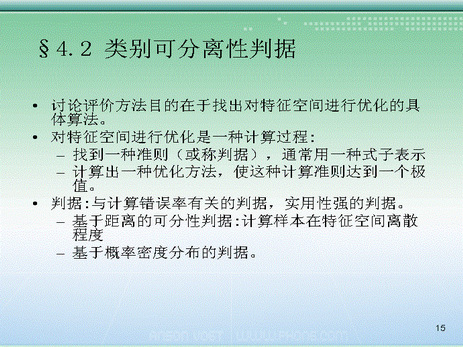 §4.2 类别可分离性判据
• 讨论评价方法目的在于找出对特征空间进行优化的具
体算法。
• 对特征空间进行优化是一种计算过程:
– 找到一种准则（或称判据），通常用一种式子表示
– 计算出一种优化方法，使这种计算准则达到一个极
值。
• 判据:与计算错误率有关的判据，实用性强的判据。
– 基于距离的可分性判据:计算样本在特征空间离散
程度
– 基于概率密度分布的判据。
15